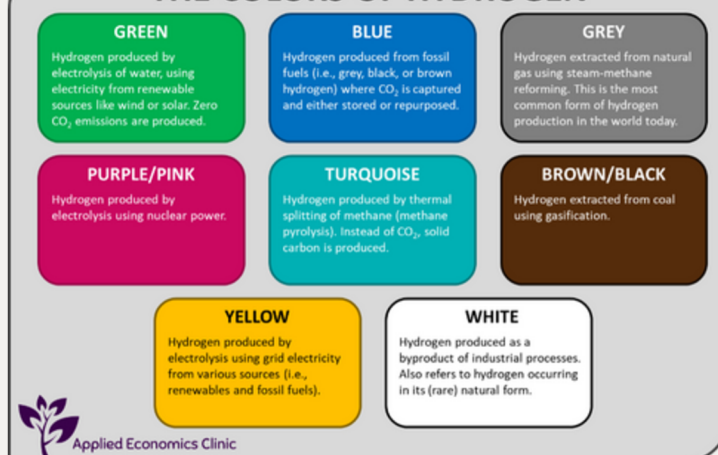 THE COLORS OF HYDROGEN
GREEN
Hydrogen produced by
electrolysis of water, using
electricity from renewable
sources like wind or solar. Zero
CO₂ emissions are produced.
BLUE
Hydrogen produced from fossil
fuels (i.e., grey, black, or brown
hydrogen) where CO₂ is captured
and either stored or repurposed.
GREY
Hydrogen extracted from natural
gas using steam-methane
reforming. This is the most
common form of hydrogen
production in the world today.
PURPLE/PINK
Hydrogen produced by
electrolysis using nuclear power.
TURQUOISE
Hydrogen produced by thermal
splitting of methane (methane
pyrolysis). Instead of CO₂, solid
carbon is produced.
BROWN/BLACK
Hydrogen extracted from coal
using gasification.
YELLOW
Hydrogen produced by
electrolysis using grid electricity
from various sources (i.e.,
renewables and fossil fuels).
WHITE
Hydrogen produced as a
byproduct of industrial processes.
Also refers to hydrogen occurring
in its (rare) natural form.
Applied Economics Clinic